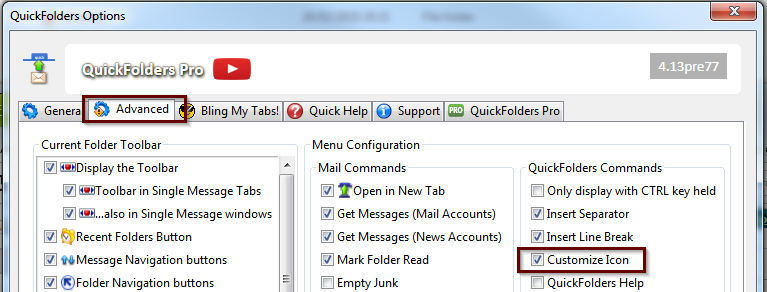 QuickFolders Options
QuickFolders Pro
4.13pre77
Genera
Advanced
Bling My Tabs!
Quick Help
Support
PRO QuickFolders Pro
Current Folder Toolbar
Display the Toolbar
Toolbar in Single Message Tabs
...also in Single Message windows
Recent Folders Button
Message Navigation buttons
Folder Navigation buttons
Menu Configuration
Mail Commands
Open in New Tab
Get Messages (Mail Accounts)
Get Messages (News Accounts)
Mark Folder Read
Empty Junk
QuickFolders Commands
Only display with CTRL key held
Insert Separator
Insert Line Break
Customize Icon
QuickFolders Help